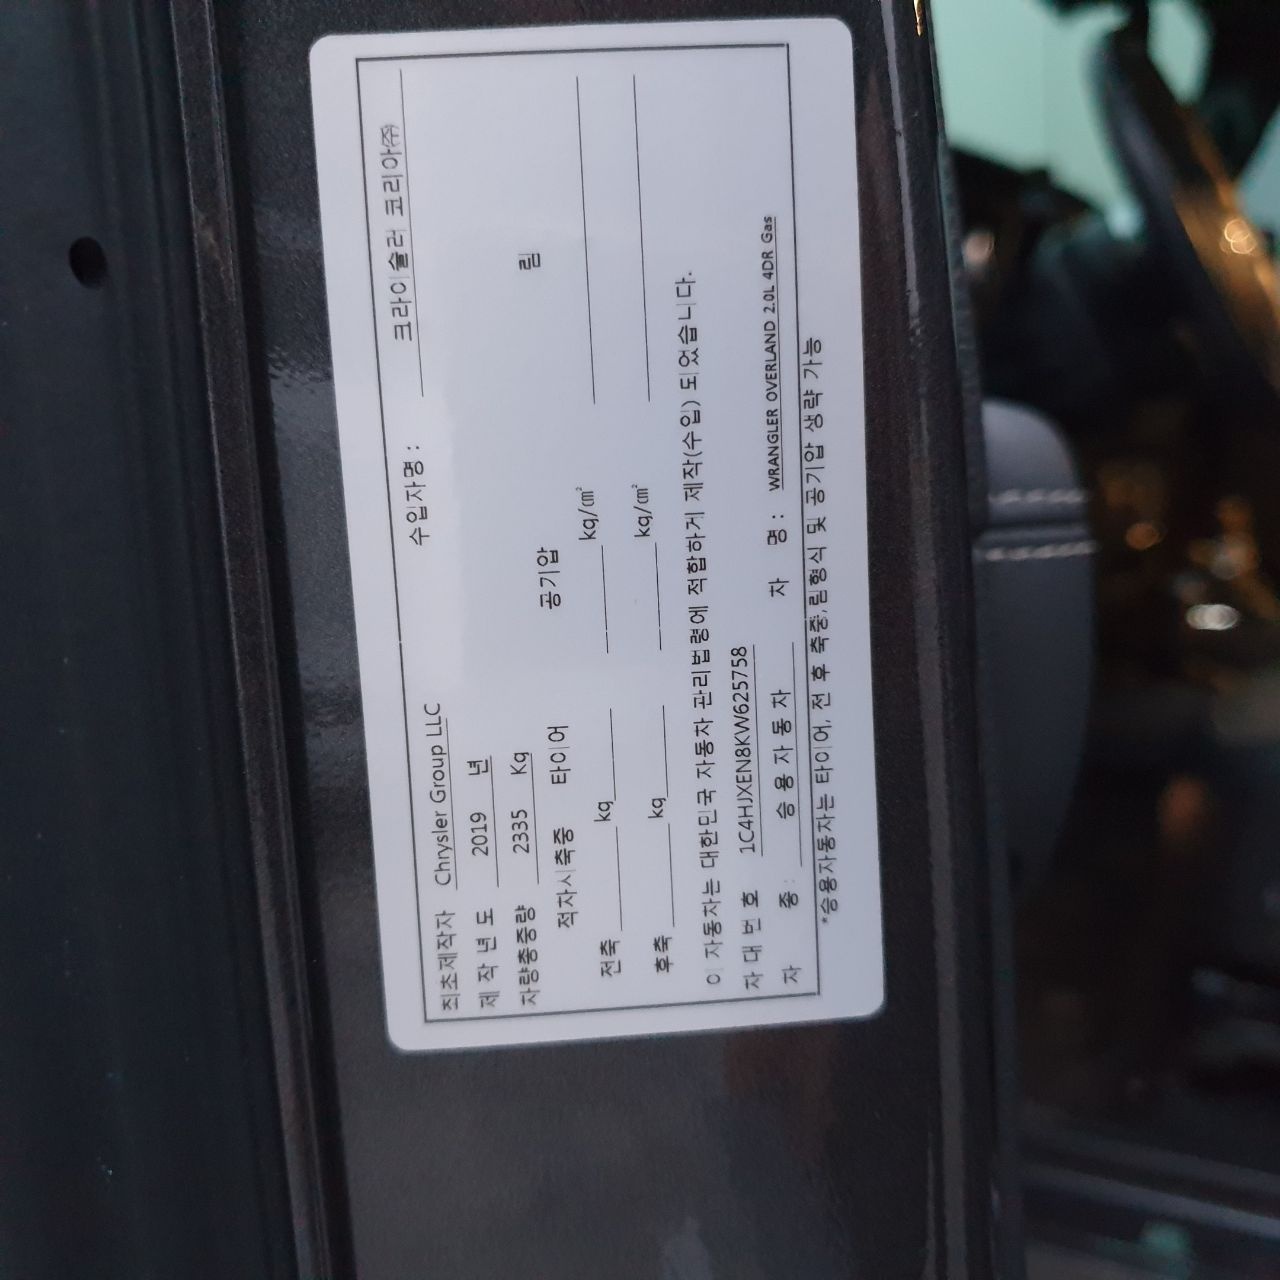 최초제작자 Chrysler Group LLC 수입자명 : 크라이슬러 코리아㈜
제 작 년 도 2019 년
차량총중량 2335 Kg
적차시축중 타이어 공기압 림
전축 kg kg/㎠
후축 kg kg/㎠
이 자동차는 대한민국 자동차 관리법령에 적합하게 제작(수입) 되었습니다.
차 대 번 호 1C4HJXEN8KW625758
차 종: 승 용 자 동 차 차 명 : WRANGLER OVERLAND 2.0L 4DR Gas
*승용자동차는 타이어, 전 후 축중,림형식 및 공기압 생략 가능